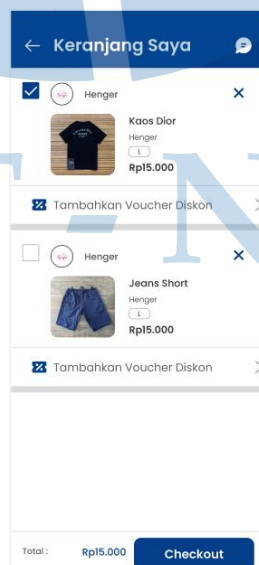 Keranjang Saya
Henger
Kaos Dior
Henger
L
Rp15.000
Tambahkan Voucher Diskon
Henger
Jeans Short
Henger
L
Rp15.000
Tambahkan Voucher Diskon
Total :
Rp15.000
Checkout